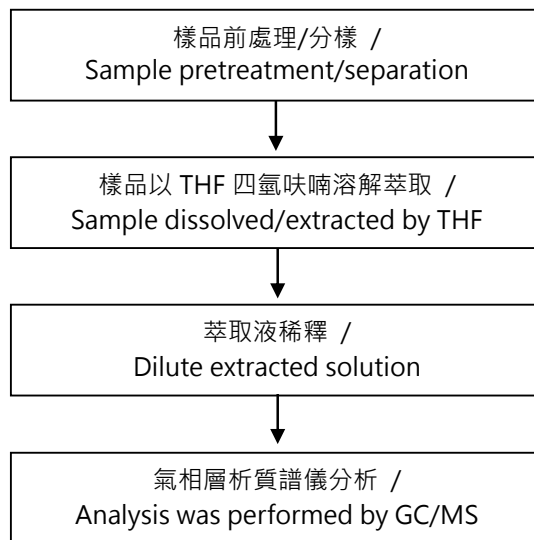 樣品前處理/分樣 /
Sample pretreatment/separation
樣品以 THF 四氫呋喃溶解萃取 /
Sample dissolved/extracted by THF
萃取液稀釋 /
Dilute extracted solution
氣相層析質譜儀分析 /
Analysis was performed by GC/MS